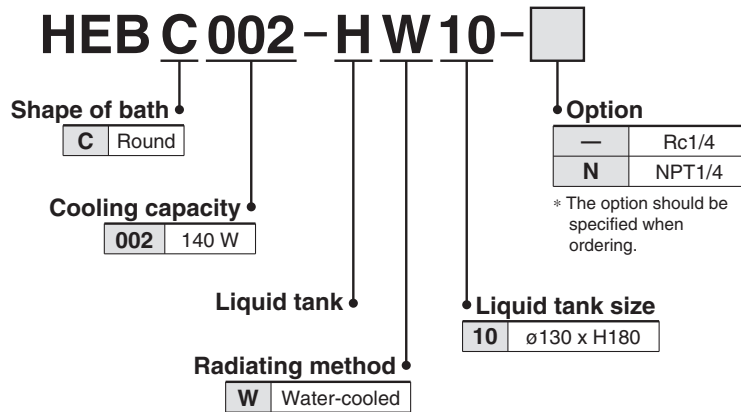 HEB C 002 - H W 10 -
Shape of bath
C Round
Option
— Rc1/4
N NPT1/4
* The option should be
specified when
ordering.
Cooling capacity
002 140 W
Liquid tank
Liquid tank size
10 ø130 x H180
Radiating method
W Water-cooled